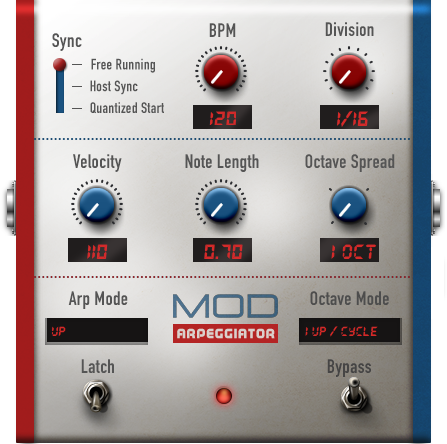 Sync
Free Running
Host Sync
Quantized Start
BPM
120
Division
1/16
Velocity
110
Note Length
0.70
Octave Spread
1 OCT
Arp Mode
UP
MOD
ARPEGGIATOR
Octave Mode
1 UP / CYCLE
Latch
Bypass